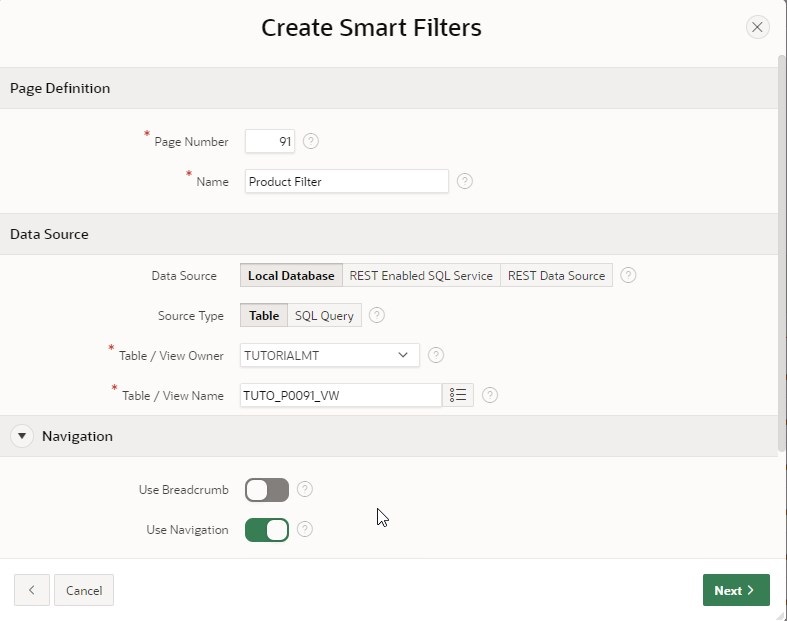 Create Smart Filters
Page Definition
* Page Number 91 ?
* Name Product Filter ?
Data Source
Data Source Local Database REST Enabled SQL Service REST Data Source ?
Source Type Table SQL Query ?
* Table / View Owner TUTORIALMT ?
* Table / View Name TUTO_P0091_VW ?
Navigation
Use Breadcrumb ?
Use Navigation ?
Cancel Next